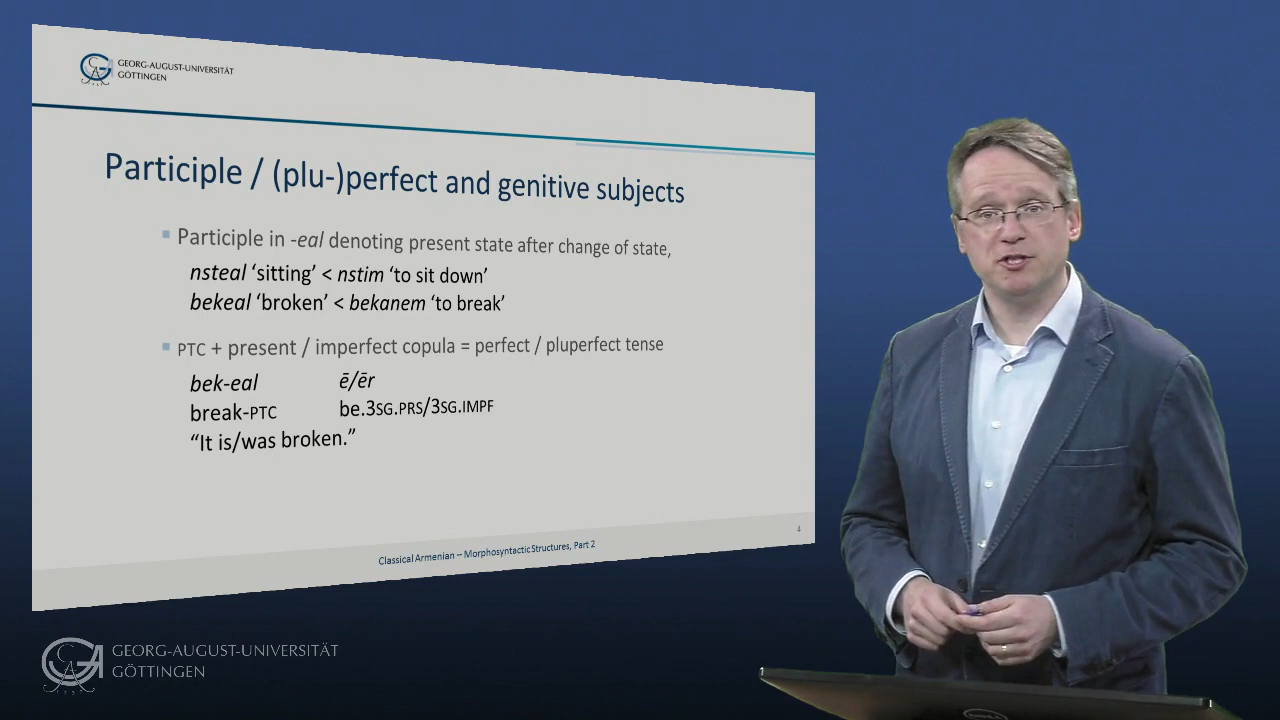 GEORG-AUGUST-UNIVERSITÄT
GÖTTINGEN
Participle / (plu-)perfect and genitive subjects
Participle in -eal denoting present state after change of state,
nsteal ‘sitting’ < nstim ‘to sit down’
bekeal ‘broken’ < bekanem ‘to break’
PTC + present / imperfect copula = perfect / pluperfect tense
bek-eal ē/ēr
break-PTC be.3SG.PRS/3SG.IMPF
“It is/was broken.”
4
Classical Armenian – Morphosyntactic Structures, Part 2
GEORG-AUGUST-UNIVERSITÄT
GÖTTINGEN